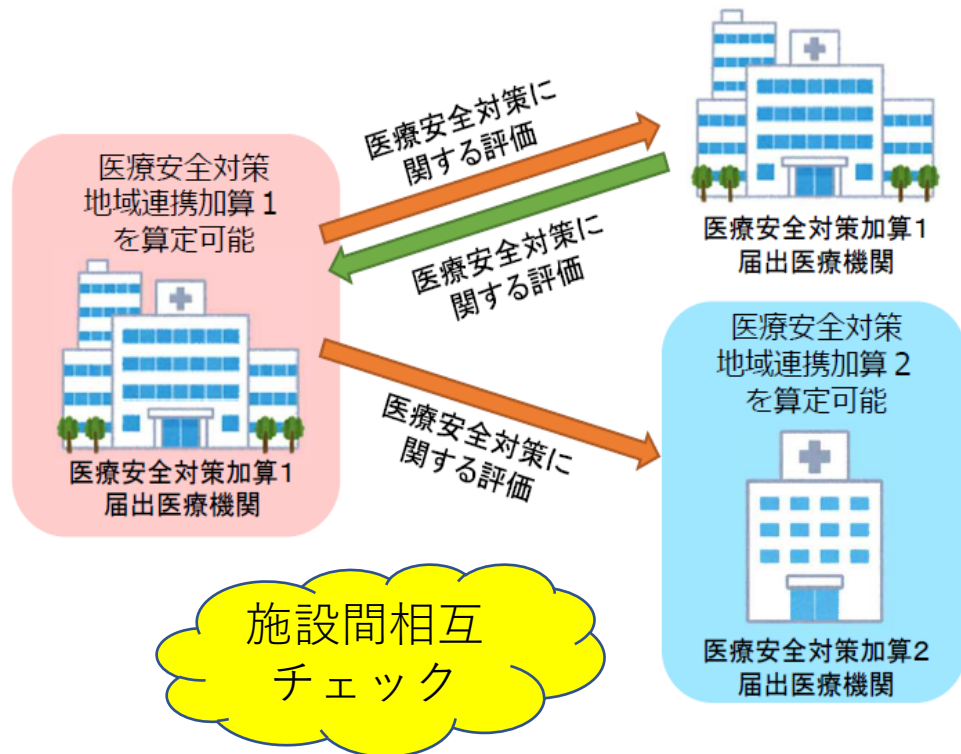 医療安全対策
地域連携加算1
を算定可能
医療安全対策加算1
届出医療機関
医療安全対策に
関する評価
医療安全対策に
関する評価
医療安全対策加算1
届出医療機関
医療安全対策に
関する評価
医療安全対策
地域連携加算2
を算定可能
医療安全対策加算2
届出医療機関
施設間相互
チェック